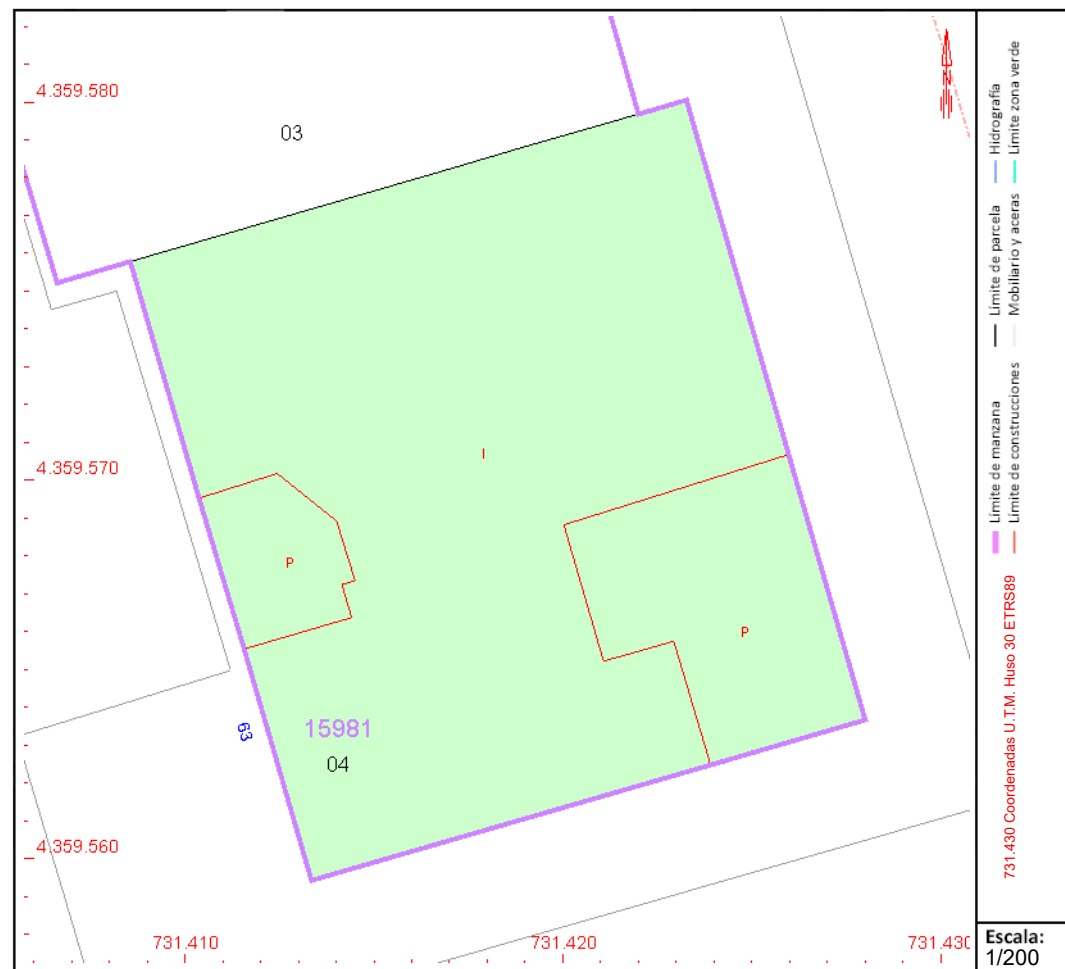 4.359.580
03
4.359.570
I
P
P
63
15981
04
4.359.560
731.410
731.420
731.430
N
Límite de manzana
Límite de construcciones
Límite de parcela
Mobiliario y aceras
Hidrografía
Límite zona verde
731.430 Coordenadas U.T.M. Huso 30 ETRS89
Escala:
1/200